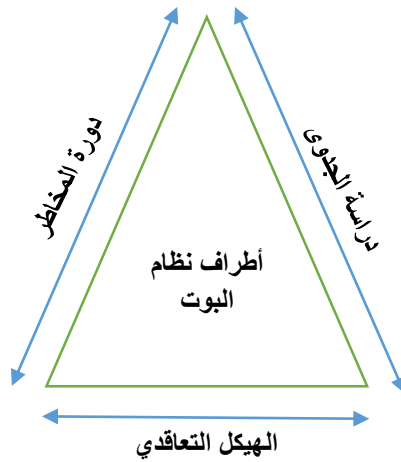 دورة المخاطر
دراسة الجدوى
أطراف نظام
البوت
الهيكل التعاقدي